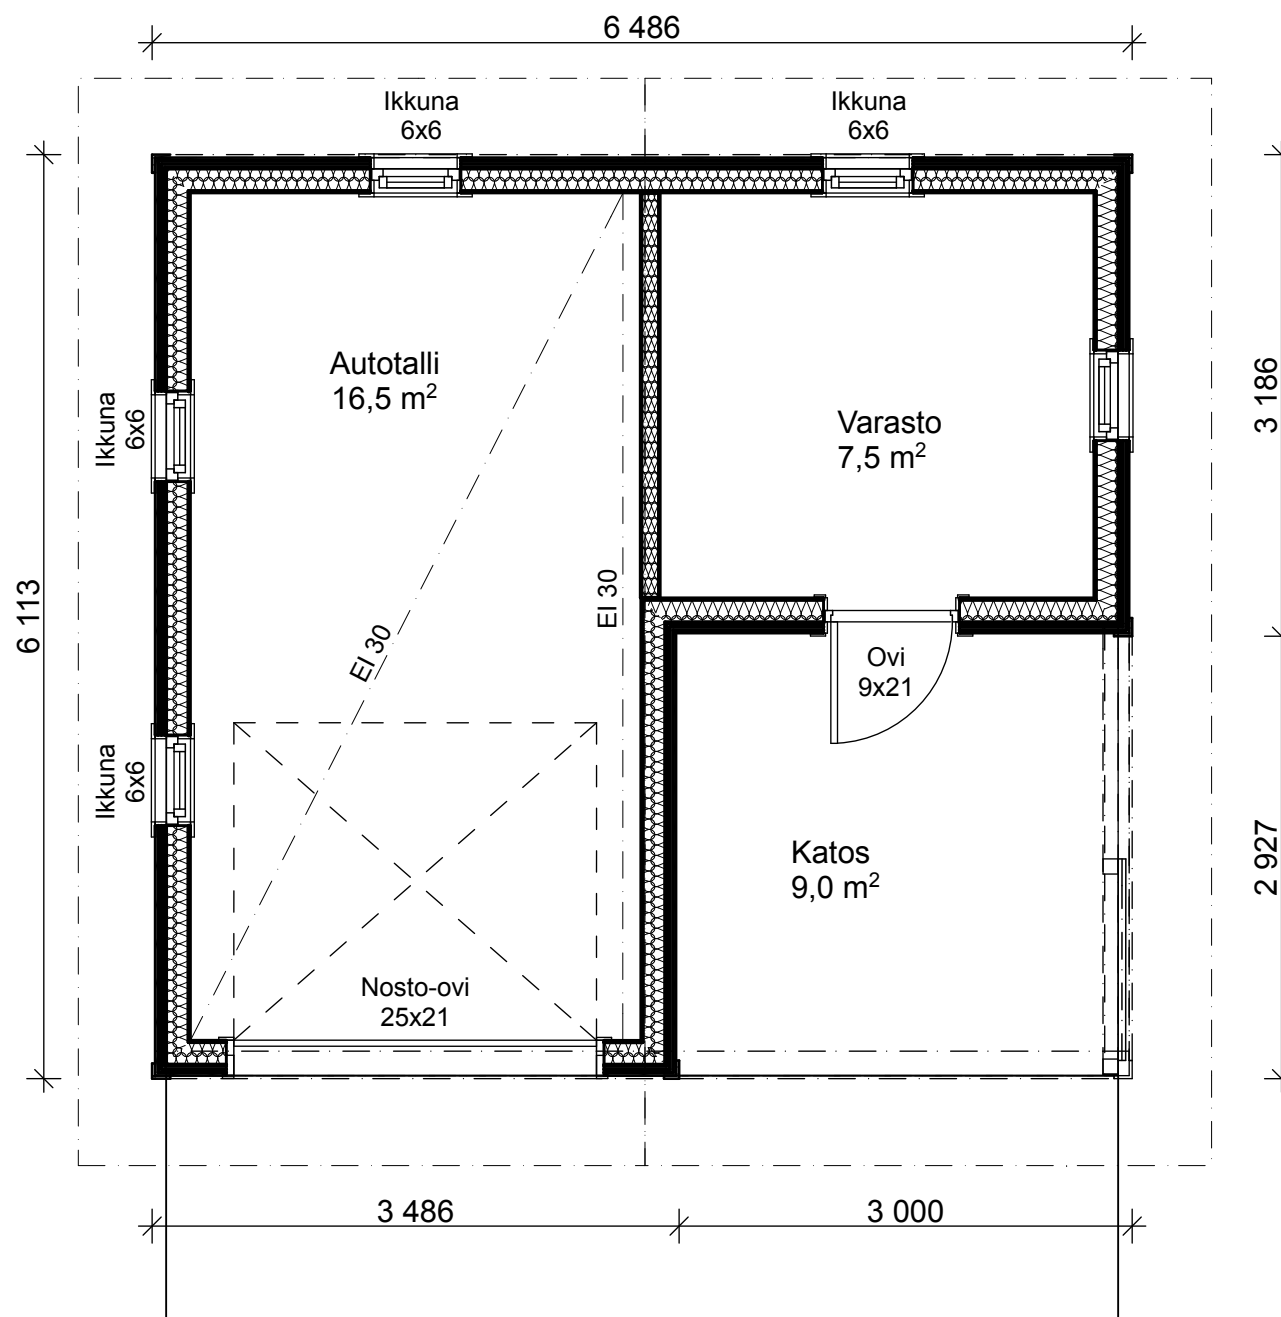 6 486
Ikkuna
6x6
Ikkuna
6x6
Autotalli
16,5 m²
Varasto
7,5 m²
Ikkuna
6x6
3 186
6 113
EI 30
EI 30
Ovi
9x21
Ikkuna
6x6
Katos
9,0 m²
2 927
Nosto-ovi
25x21
3 486
3 000